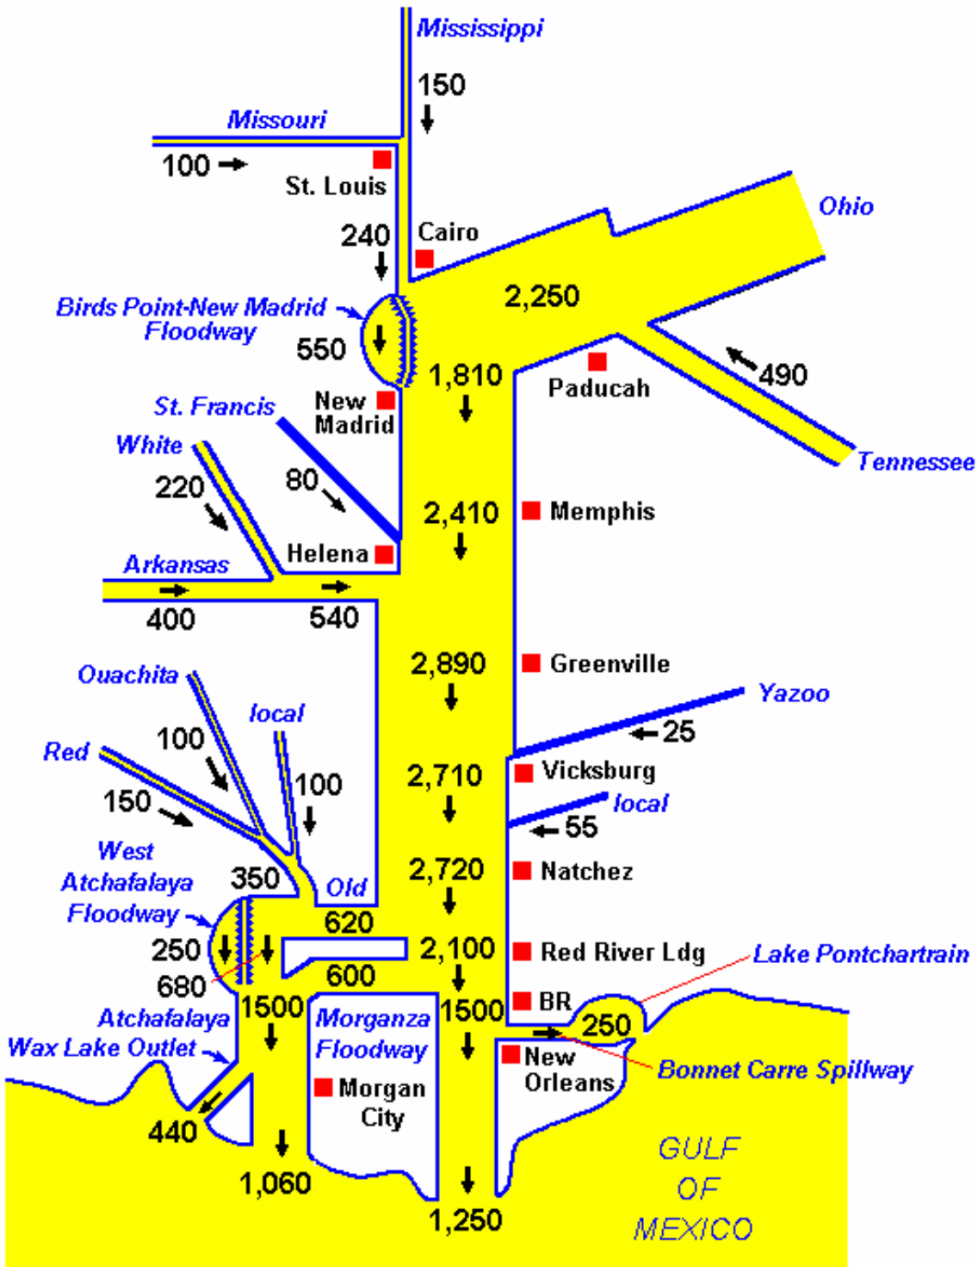 Mississippi
150
Missouri
100
St. Louis
Ohio
240
Cairo
2,250
Birds Point-New Madrid
Floodway
550
1,810
Paducah
490
New
Madrid
St. Francis
White
Tennessee
220
80
2,410
Memphis
Helena
Arkansas
400
540
2,890
Greenville
Ouachita
Yazoo
local
25
Red
100
150
100
2,710
Vicksburg
local
55
West
Atchafalaya
Floodway
350
Old
2,720
Natchez
620
250
2,100
Red River Ldg
Lake Pontchartrain
680
600
1500
1500
BR
Atchafalaya
Wax Lake Outlet
Morganza
Floodway
250
New
Orleans
Bonnet Carre Spillway
Morgan
City
440
1,060
1,250
GULF
OF
MEXICO